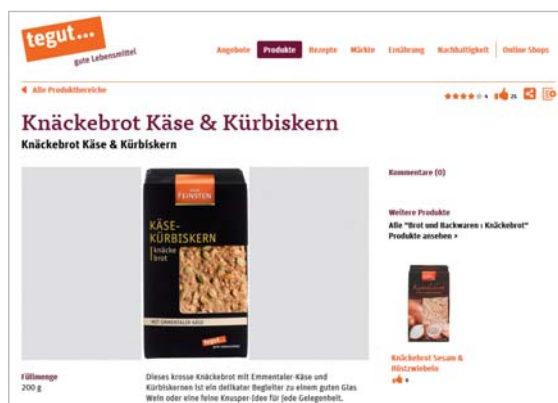 tegut...
gute Lebensmittel
Angebote Produkte Rezepte Märkte Ernährung Nachhaltigkeit Online Shops
Alle Produktbereiche
4 25
Knäckebrot Käse & Kürbiskern
Knäckebrot Käse & Kürbiskern
Kommentare (0)
FEINSTEN
KÄSE-
KÜRBISKERN
knäcke
brot
MIT EMMENTALER KÄSE
tegut...
Weitere Produkte
Alle "Brot und Backwaren : Knäckebrot"
Produkte ansehen »
Knäckebrot Sesam &
Röstzwiebeln
0
Füllmenge
200 g
Dieses krosse Knäckebrot mit Emmentaler-Käse und
Kürbiskernen ist ein delikater Begleiter zu einem guten Glas
Wein oder eine feine Knusper-Idee für jede Gelegenheit.